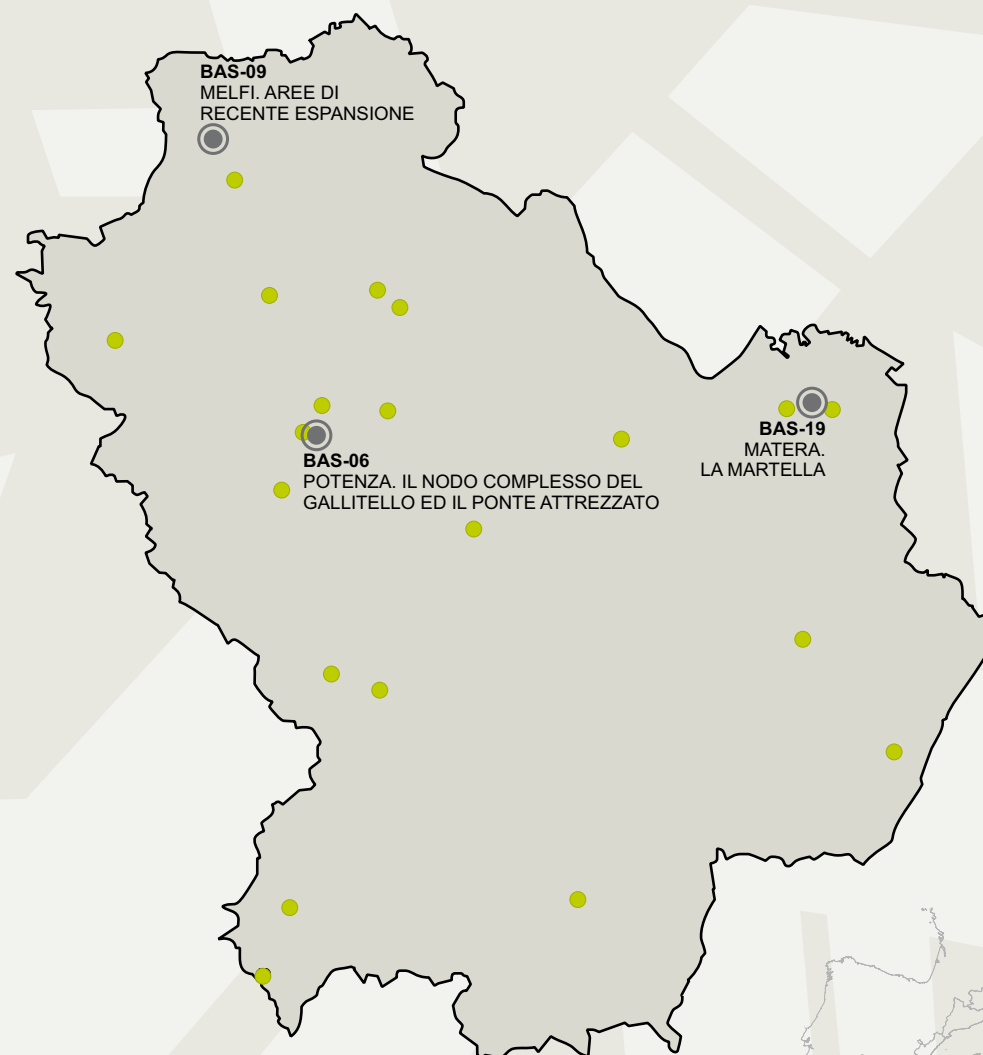 BAS-09
MELFI. AREE DI
RECENTE ESPANSIONE
BAS-19
MATERA.
LA MARTELLA
BAS-06
POTENZA. IL NODO COMPLESSO DEL
GALLITELLO ED IL PONTE ATTREZZATO